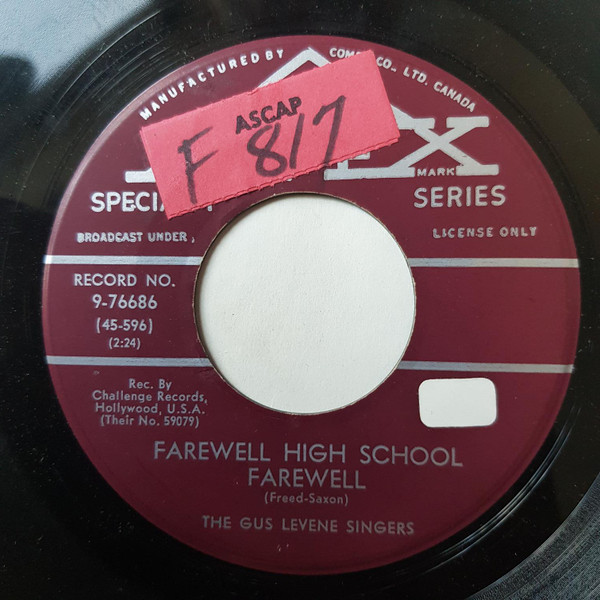 MANUFACTURED BY COMPO CO., LTD. CANADA
ASCAP
F 817
EX
MARK
SERIES
BROADCAST UNDER
LICENSE ONLY
RECORD NO.
9-76686
(45-596)
(2:24)
Rec. By
Challenge Records,
Hollywood, U.S.A.
(Their No. 59079)
FAREWELL HIGH SCHOOL
FAREWELL
(Freed-Saxon)
THE GUS LEVENE SINGERS